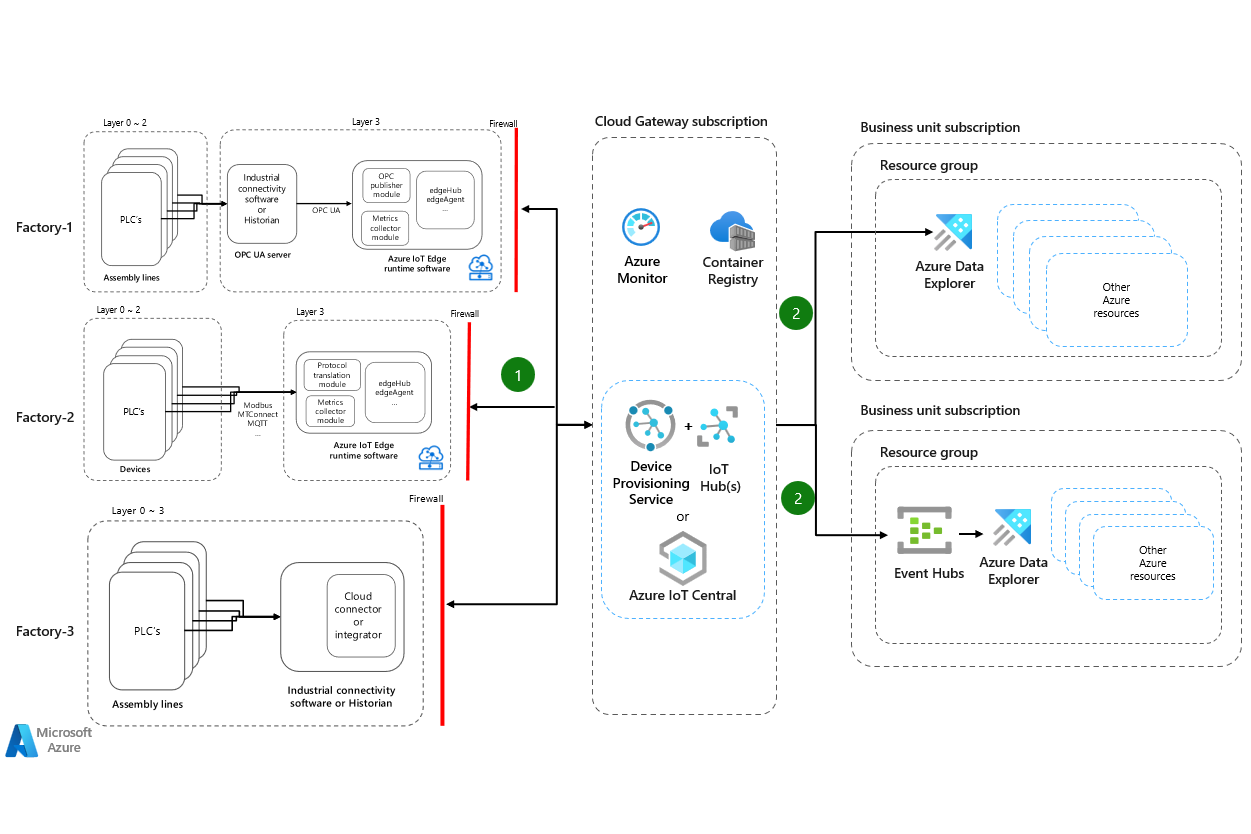 Factory-1
Layer 0 ~ 2
PLC's
Assembly lines
Layer 3
Industrial
connectivity
software
or
Historian
OPC UA server
OPC UA
OPC
publisher
module
Metrics
collector
module
edgeHub
edgeAgent
...
Azure IoT Edge
runtime software
Firewall
Factory-2
Layer 0 ~ 2
PLC's
Devices
Modbus
MTConnect
MQTT
...
Layer 3
Protocol
translation
module
Metrics
collector
module
edgeHub
edgeAgent
...
Azure IoT Edge
runtime software
Firewall
Factory-3
Layer 0 ~ 3
PLC's
Assembly lines
Cloud
connector
or
integrator
Industrial connectivity
software or Historian
Firewall
1
Cloud Gateway subscription
Azure
Monitor
Container
Registry
+
Device
Provisioning
Service
IoT
Hub(s)
or
Azure IoT Central
2
2
Business unit subscription
Resource group
Azure Data
Explorer
Other
Azure
resources
Business unit subscription
Resource group
Event Hubs
Azure Data
Explorer
Other
Azure
resources
Microsoft
Azure